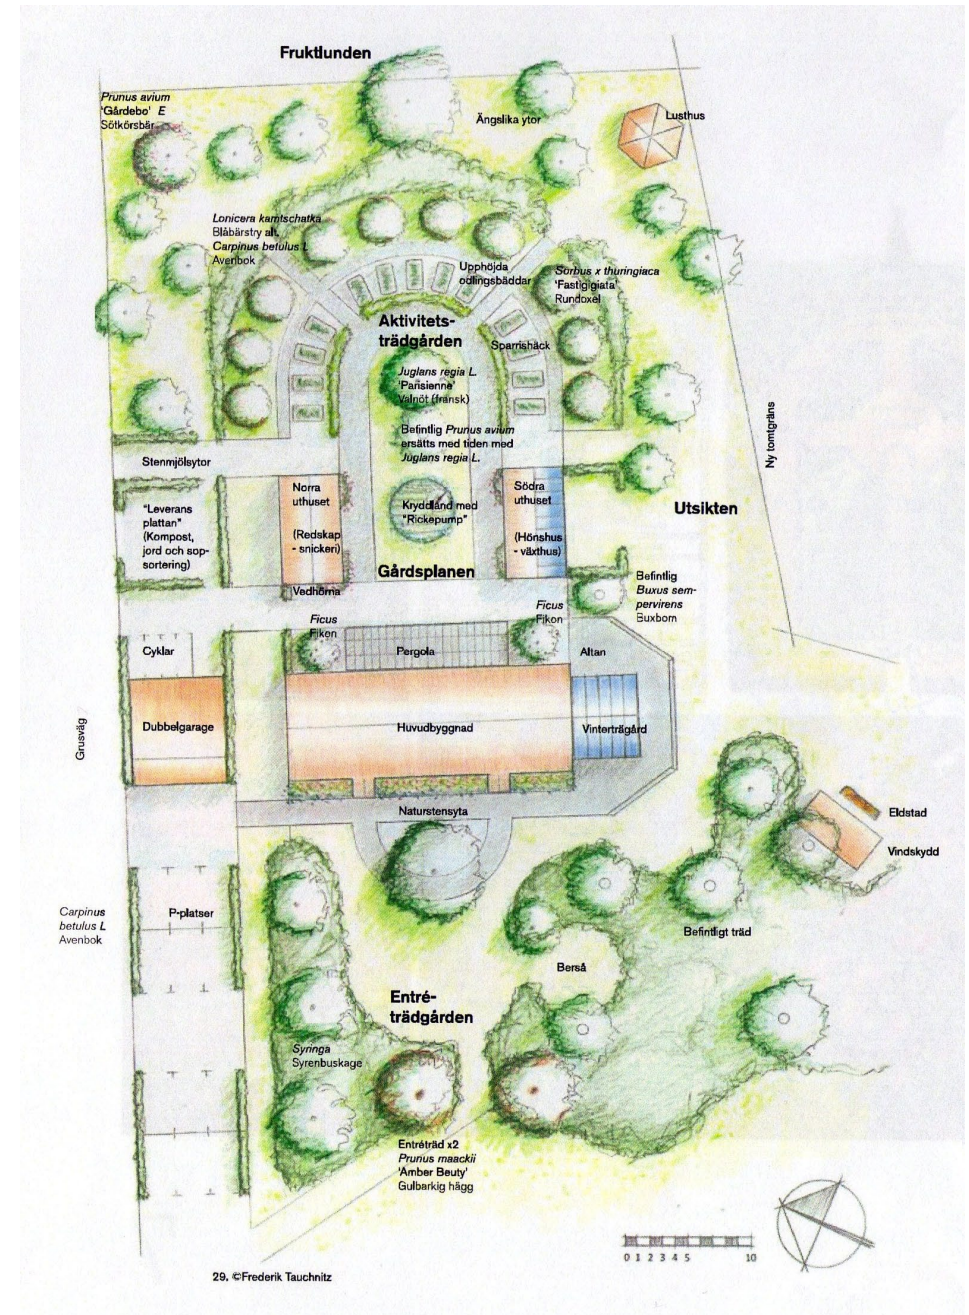 Fruktlunden
Prunus avium
'Gårdebo' E
Sötkörsbär
Ängslika ytor
Lusthus
Lonicera kamtschatka
Blåbärstry alt.
Carpinus betulus L
Avenbok
Upphöjda
odlingsbäddar
Sorbus x thuringiaca
'Fastigigiata'
Rundoxel
Aktivitets-
trädgården
Sparrishäck
Juglans regia L.
'Parisienne'
Valnöt (fransk)
Befintlig Prunus avium
ersätts med tiden med
Juglans regia L.
Ny tomtgräns
Stenmjölsytor
"Leverans
plattan"
(Kompost,
jord och sop-
sortering)
Norra
uthuset
(Redskap
- snickeri)
Kryddland med
"Rickepump"
Södra
uthuset
(Hönshus
- växthus)
Utsikten
Gårdsplanen
Vedhörna
Befintlig
Buxus sem-
pervirens
Buxbom
Ficus
Fikon
Ficus
Fikon
Cyklar
Pergola
Altan
Grusväg
Dubbelgarage
Huvudbyggnad
Vinterträgård
Naturstensyta
Eldstad
Vindskydd
Carpinus
betulus L
Avenbok
P-platser
Befintligt träd
Berså
Entré-
trädgården
Syringa
Syrenbuskage
Entréträd x2
Prunus maackii
'Amber Beuty'
Gulbarkig hägg
0 1 2 3 4 5 10
29. ©Frederik Tauchnitz